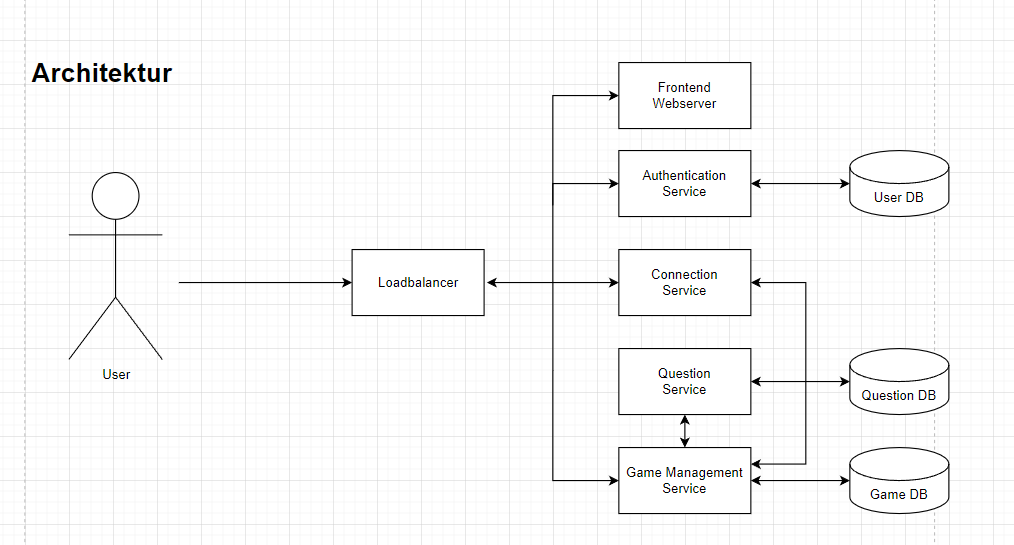 Architektur
Frontend
Webserver
Authentication
Service
User DB
Loadbalancer
Connection
Service
User
Question
Service
Question DB
Game Management
Service
Game DB